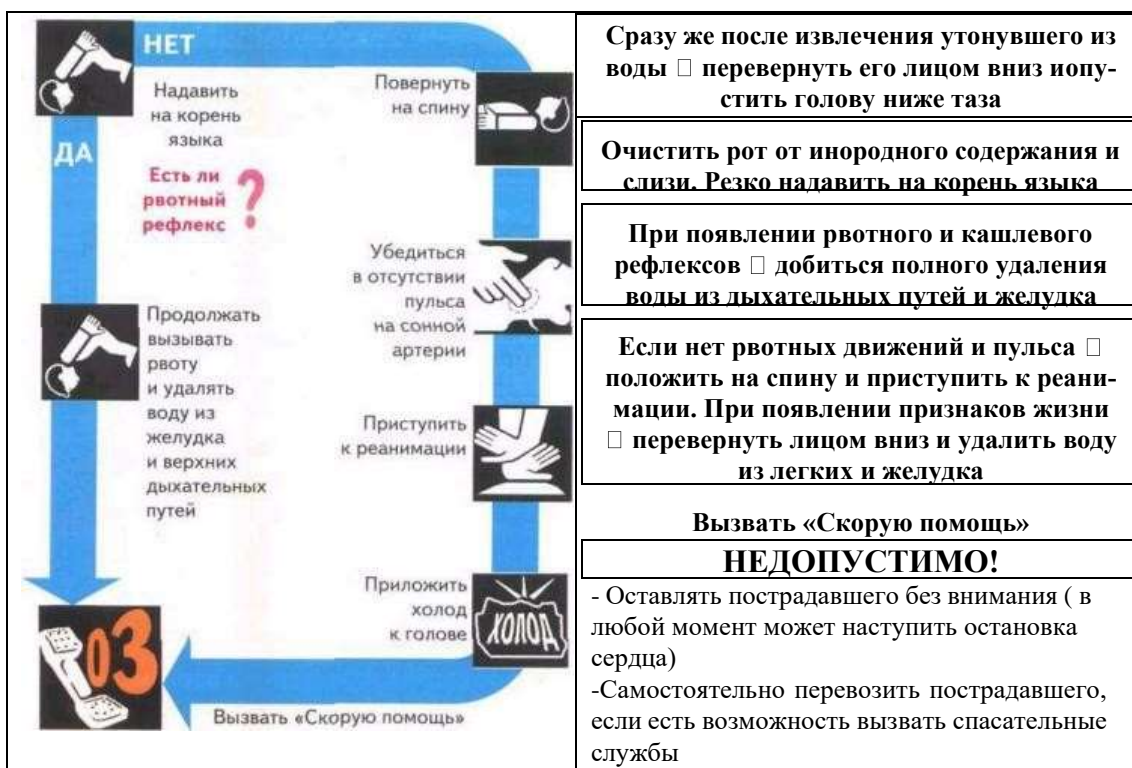 НЕТ
Надавить
на корень
языка
ДА
Есть ли
рвотный
рефлекс ?
Повернуть
на спину
Убедиться
в отсутствии
пульса
на сонной
артерии
Продолжать
вызывать
рвоту
и удалять
воду из
желудка
и верхних
дыхательных
путей
Приступить
к реанимации
Приложить
холод
к голове
ХОЛОД
03
Вызвать «Скорую помощь»
Сразу же после извлечения утонувшего из
воды □ перевернуть его лицом вниз иопу-
стить голову ниже таза
Очистить рот от инородного содержания и
слизи. Резко надавить на корень языка
При появлении рвотного и кашлевого
рефлексов □ добиться полного удаления
воды из дыхательных путей и желудка
Если нет рвотных движений и пульса □
положить на спину и приступить к реани-
мации. При появлении признаков жизни
□ перевернуть лицом вниз и удалить воду
из легких и желудка
Вызвать «Скорую помощь»
НЕДОПУСТИМО!
- Оставлять пострадавшего без внимания ( в
любой момент может наступить остановка
сердца)
-Самостоятельно перевозить пострадавшего,
если есть возможность вызвать спасательные
службы